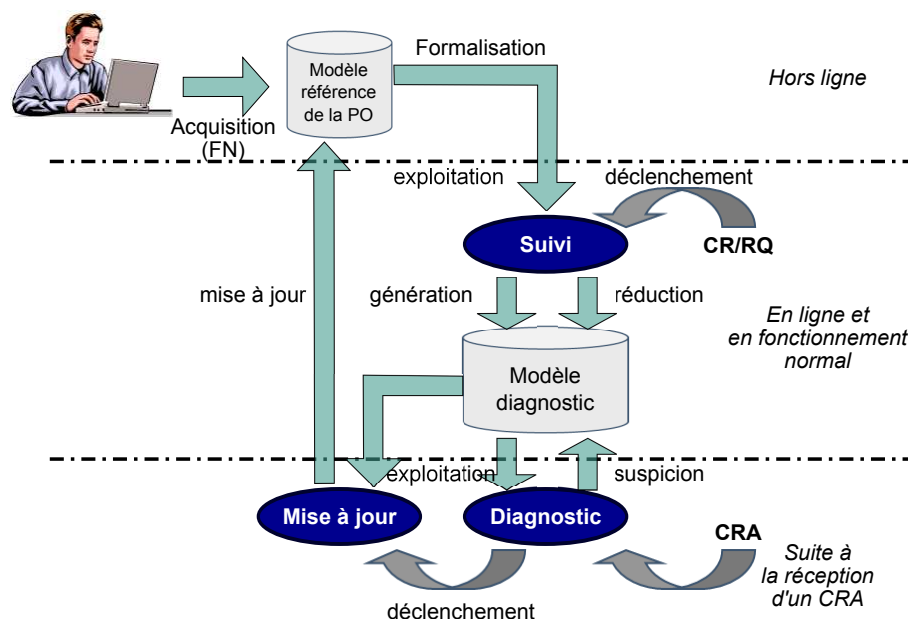 Formalisation
Modèle
référence
de la PO
Hors ligne
Acquisition
(FN)
exploitation
déclenchement
Suivi
CR/RQ
mise à jour
génération
réduction
En ligne et
en fonctionnement
normal
Modèle
diagnostic
exploitation
suspicion
Mise à jour
Diagnostic
CRA
Suite à
la réception
d'un CRA
déclenchement